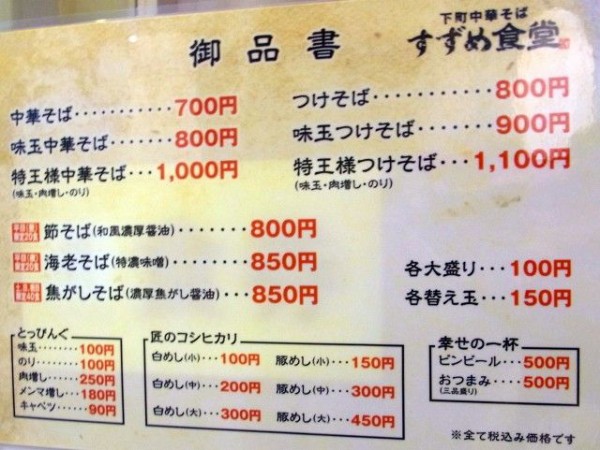 下町中華そば
すずめ食堂
御品書
中華そば・・・・・・・・700円
味玉中華そば・・・・800円
特王様中華そば・・・1,000円
(味玉・肉増し・のり)
つけそば・・・・・・・・・・・800円
味玉つけそば・・・・・・・900円
特王様つけそば・・・1,100円
(味玉・肉増し・のり)
節そば(和風濃厚醤油)・・・・・・・800円
海老そば(特濃味噌)・・・・・・・850円
焦がしそば(濃厚焦がし醤油)・・・850円
各大盛り・・・100円
各替え玉・・・150円
とっぴんぐ
味玉・・・・・・・・100円
のり・・・・・・・・100円
肉増し・・・・・250円
メンマ増し・・・180円
キャベツ・・・・90円
匠のコシヒカリ
白めし(小)・・・100円
白めし(中)・・・200円
白めし(大)・・・300円
豚めし(小)・・・150円
豚めし(中)・・・300円
豚めし(大)・・・450円
幸せの一杯
ビンビール・・・500円
おつまみ・・・・500円
(三品盛り)
※全て税込み価格です